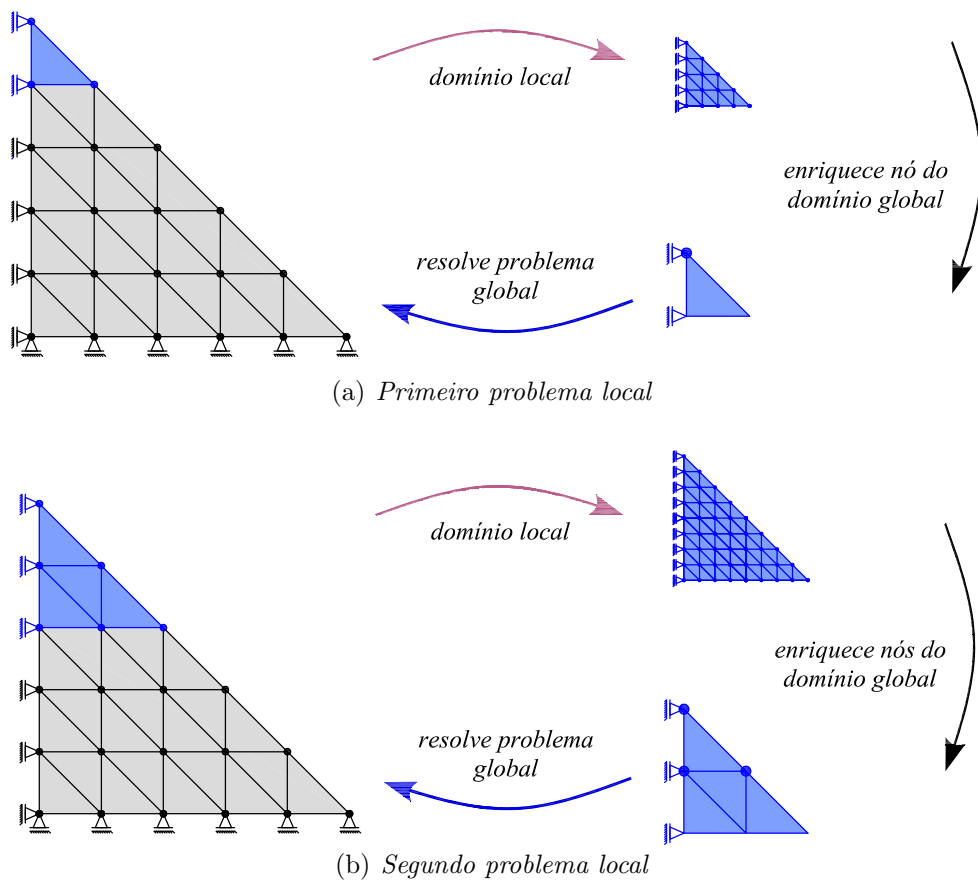 domínio local
enriquece nó do
domínio global
resolve problema
global
(a) Primeiro problema local
domínio local
enriquece nós do
domínio global
resolve problema
global
(b) Segundo problema local